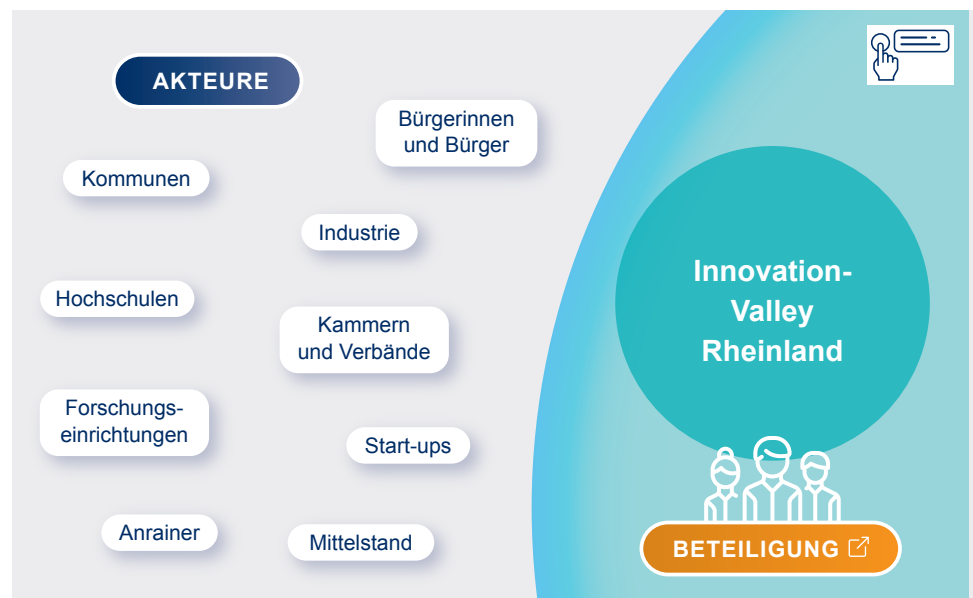 AKTEURE
Bürgerinnen
und Bürger
Kommunen
Industrie
Hochschulen
Kammern
und Verbände
Forschungs-
einrichtungen
Start-ups
Anrainer
Mittelstand
Innovation-
Valley
Rheinland
BETEILIGUNG